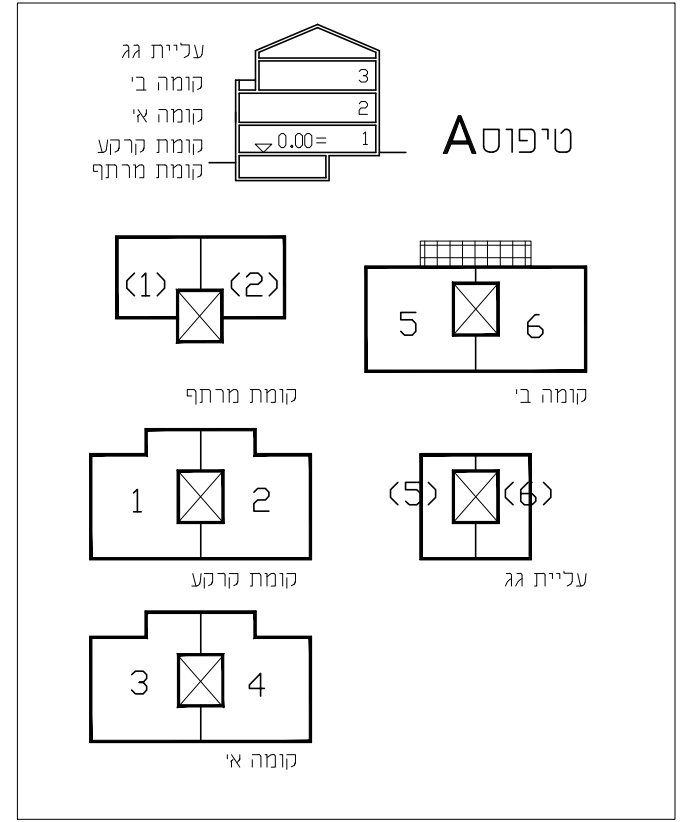 עליית גג
קומה ב'
3
קומה א'
2
קומת קרקע
0.00=
1
קומת מרתף
טיפוס A
(1) (2)
קומת מרתף
5 6
קומה ב'
1 2
קומת קרקע
(5) (6)
עליית גג
3 4
קומה א'